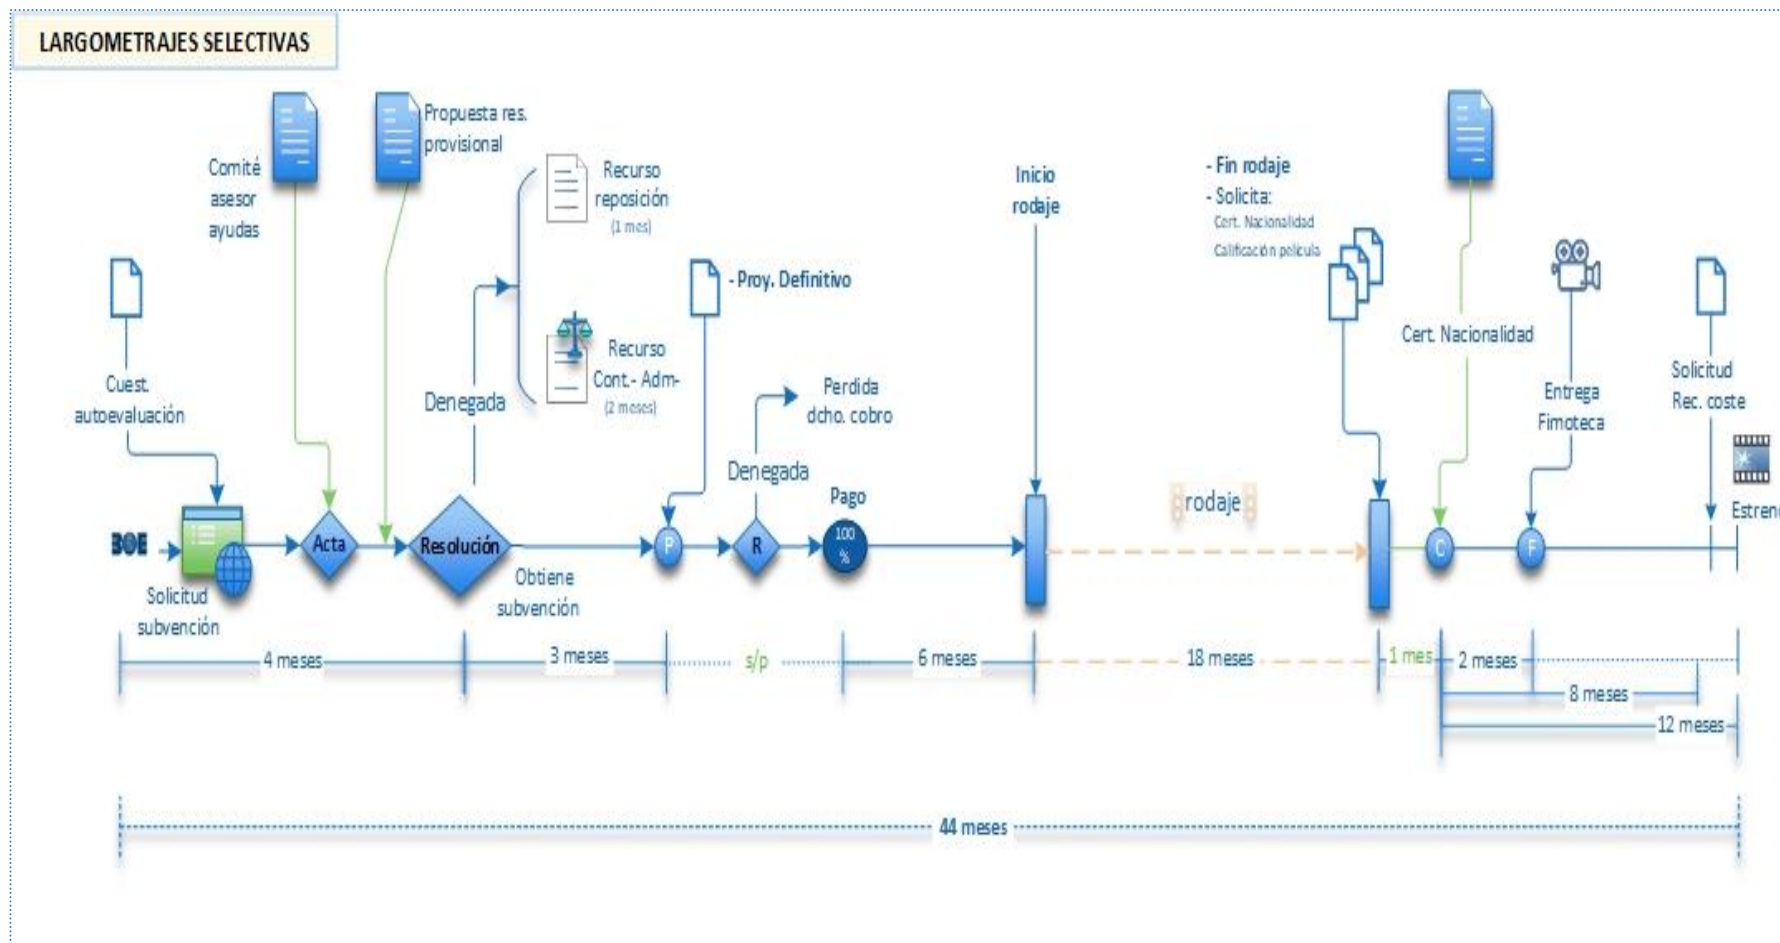 LARGOMETRAJES SELECTIVAS
Propuesta res.
provisional
Comité
asesor
ayudas
Recurso
reposición
(1 mes)
Inicio
rodaje
- Fin rodaje
- Solicita:
Cert. Nacionalidad
Calificación película
- Proy. Definitivo
Cuest.
autoevaluación
Denegada
Recurso
Cont.- Adm-
(2 meses)
Perdida
dcho. cobro
Denegada
Cert. Nacionalidad
Entrega
Fimoteca
Solicitud
Rec. coste
Pago
rodaje
Estreno
BOE
Acta
Resolución
P
R
100
%
C
F
Solicitud
subvención
Obtiene
subvención
4 meses
3 meses
s/p
6 meses
18 meses
1 mes
2 meses
8 meses
12 meses
44 meses